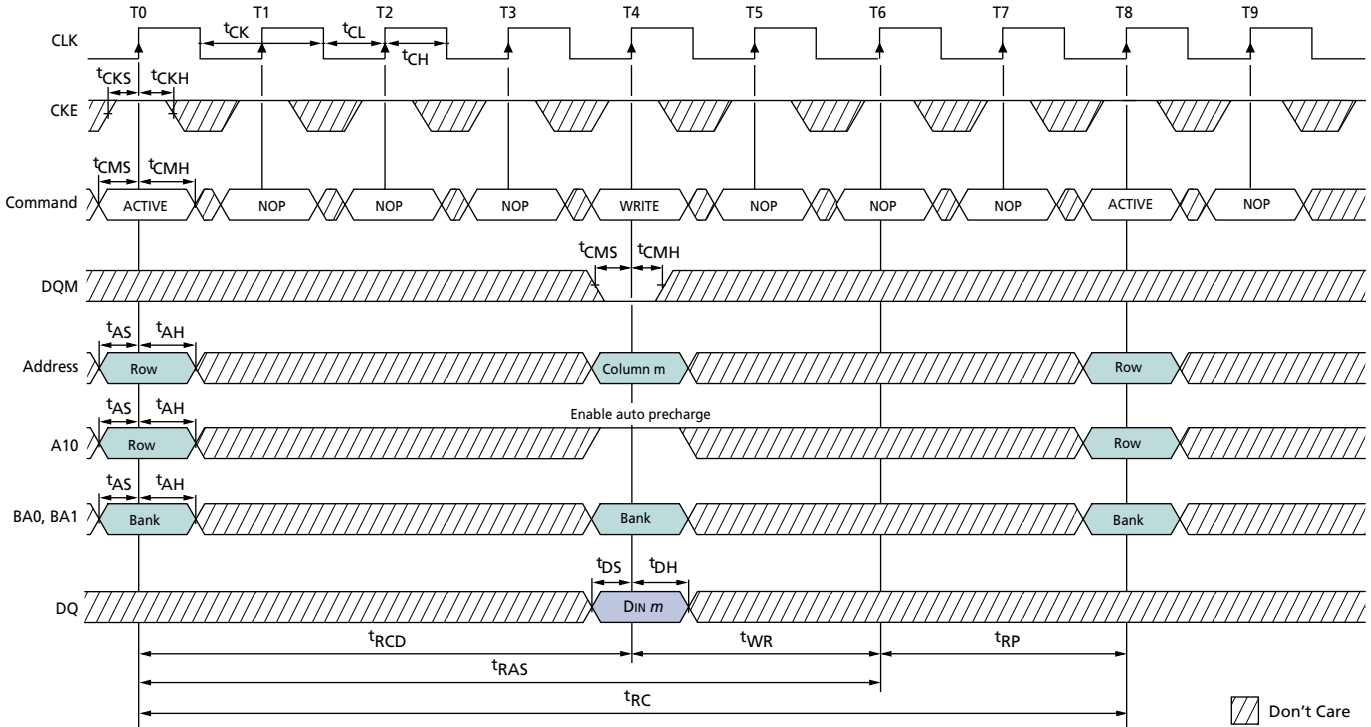 T0 T1 T2 T3 T4 T5 T6 T7 T8 T9
CLK tCK tCL tCH
tCKS tCKH
CKE
tCMS tCMH
Command ACTIVE NOP NOP NOP WRITE NOP NOP NOP ACTIVE NOP
tCMS tCMH
DQM
tAS tAH
Address Row Column m Row
tAS tAH Enable auto precharge
A10 Row Row
tAS tAH
BA0, BA1 Bank Bank Bank
tDS tDH
DQ DIN m
tRCD tWR tRP
tRAS
tRC
Don't Care